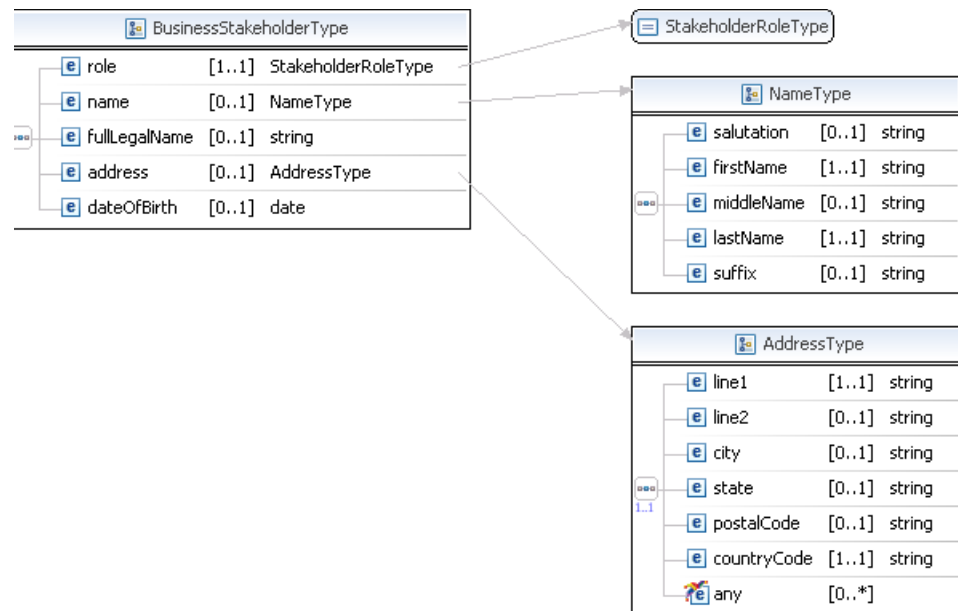 BusinessStakeholderType
role [1..1] StakeholderRoleType
name [0..1] NameType
fullLegalName [0..1] string
address [0..1] AddressType
dateOfBirth [0..1] date
StakeholderRoleType
NameType
salutation [0..1] string
firstName [1..1] string
middleName [0..1] string
lastName [1..1] string
suffix [0..1] string
AddressType
line1 [1..1] string
line2 [0..1] string
city [0..1] string
state [0..1] string
1..1
postalCode [0..1] string
countryCode [1..1] string
any [0..*]